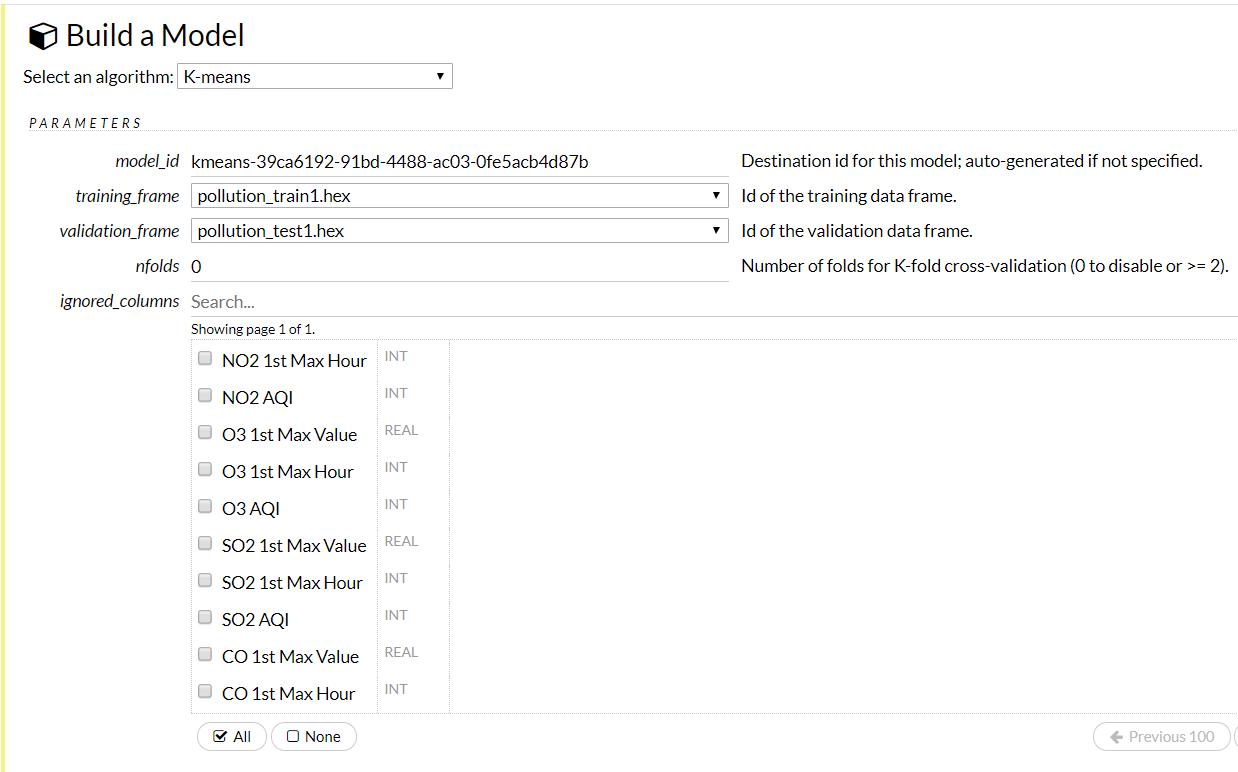 Build a Model
Select an algorithm: K-means
PARAMETERS
model_id kmeans-39ca6192-91bd-4488-ac03-0fe5acb4d87b Destination id for this model; auto-generated if not specified.
training_frame pollution_train1.hex Id of the training data frame.
validation_frame pollution_test1.hex Id of the validation data frame.
nfolds 0 Number of folds for K-fold cross-validation (0 to disable or >= 2).
ignored_columns Search...
Showing page 1 of 1.
NO2 1st Max Hour INT
NO2 AQI INT
O3 1st Max Value REAL
O3 1st Max Hour INT
O3 AQI INT
SO2 1st Max Value REAL
SO2 1st Max Hour INT
SO2 AQI INT
CO 1st Max Value REAL
CO 1st Max Hour INT
All None Previous 100